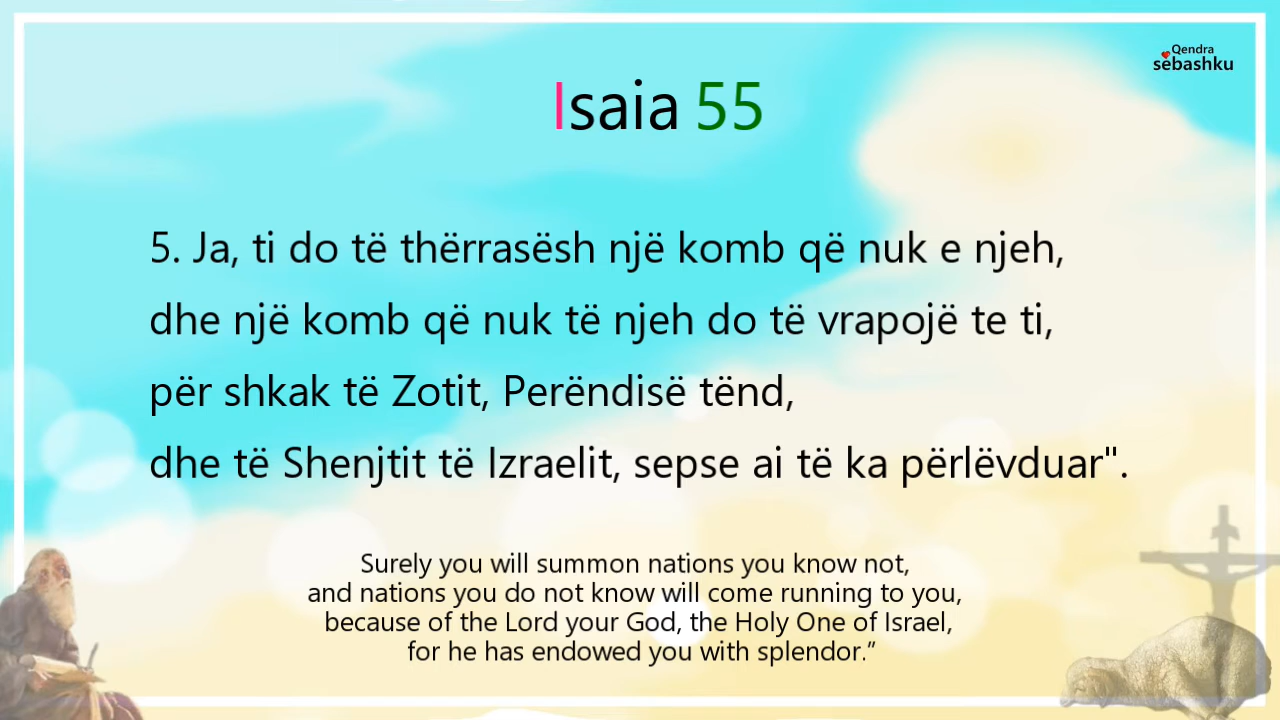 Qendra
sëbashku
Isaia 55
5. Ja, ti do të thërrasësh një komb që nuk e njeh,
dhe një komb që nuk të njeh do të vrapojë te ti,
për shkak të Zotit, Perëndisë tënd,
dhe të Shenjtit të Izraelit, sepse ai të ka përlëvduar".
Surely you will summon nations you know not,
and nations you do not know will come running to you,
because of the Lord your God, the Holy One of Israel,
for he has endowed you with splendor.”